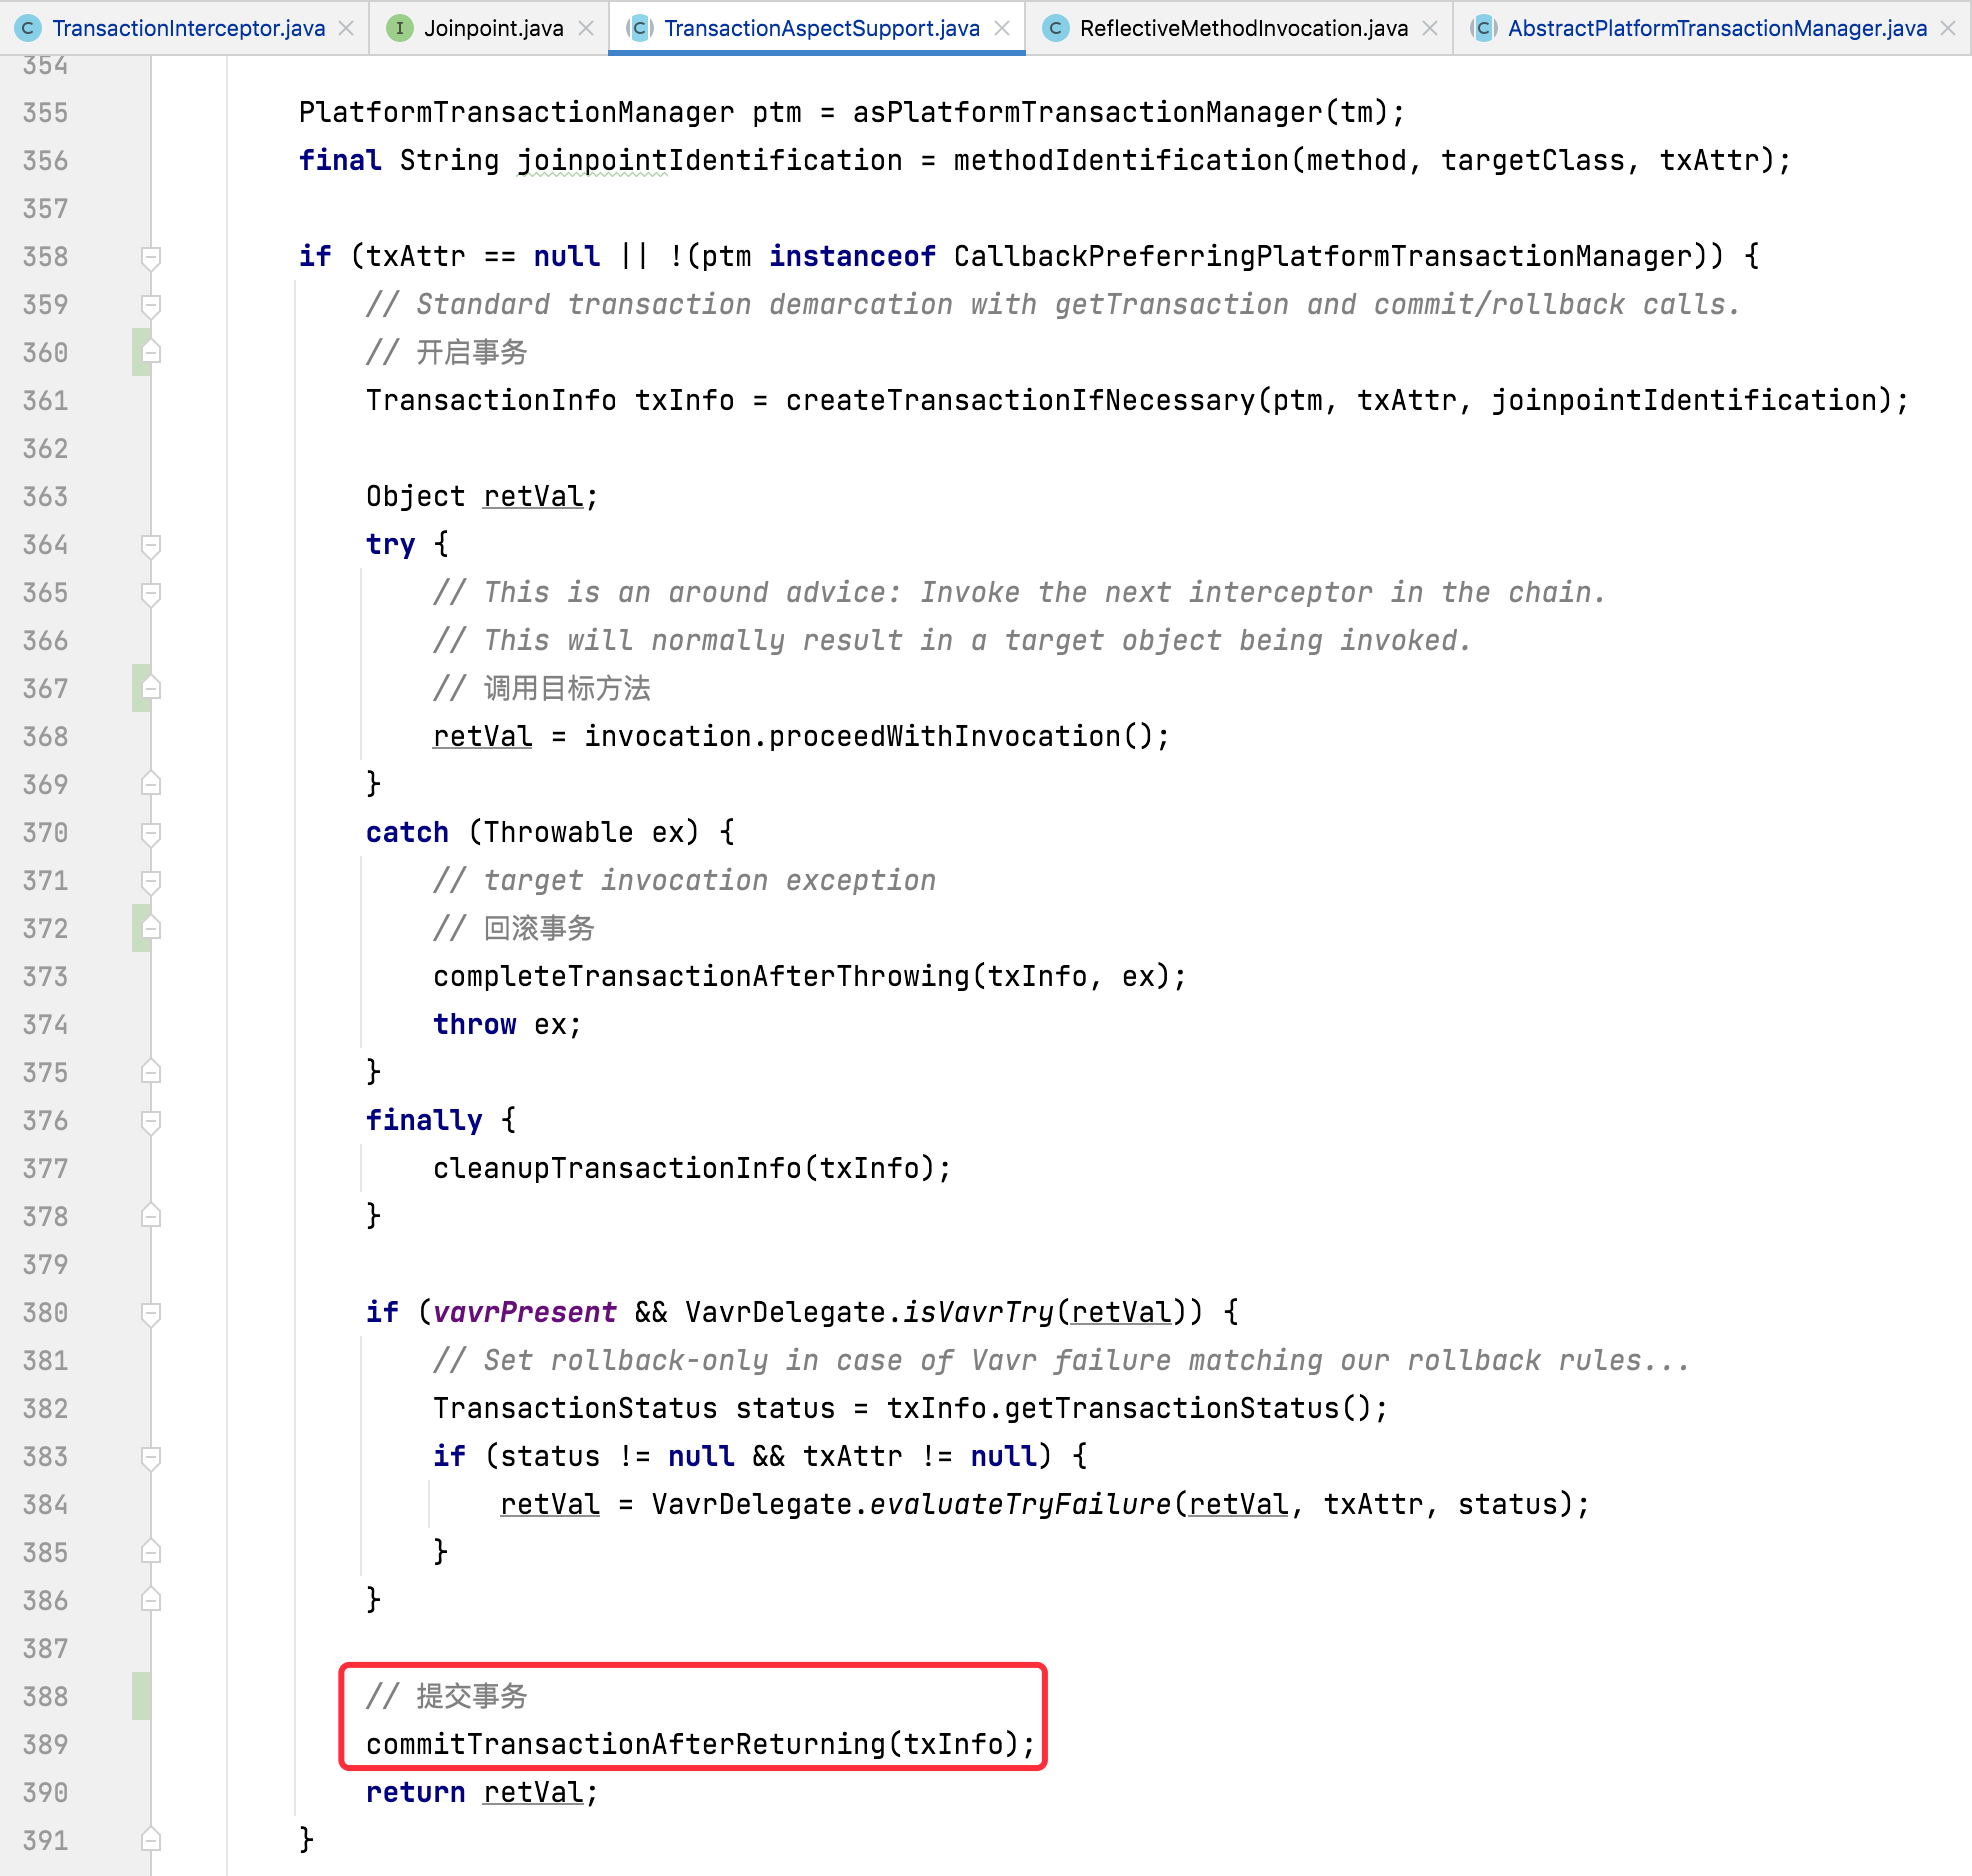 TransactionInterceptor.java Joinpoint.java TransactionAspectSupport.java ReflectiveMethodInvocation.java AbstractPlatformTransactionManager.java
354
355 PlatformTransactionManager ptm = asPlatformTransactionManager(tm);
356 final String joinpointIdentification = methodIdentification(method, targetClass, txAttr);
357
358 if (txAttr == null || !(ptm instanceof CallbackPreferringPlatformTransactionManager)) {
359 // Standard transaction demarcation with getTransaction and commit/rollback calls.
360 // 开启事务
361 TransactionInfo txInfo = createTransactionIfNecessary(ptm, txAttr, joinpointIdentification);
362
363 Object retVal;
364 try {
365 // This is an around advice: Invoke the next interceptor in the chain.
366 // This will normally result in a target object being invoked.
367 // 调用目标方法
368 retVal = invocation.proceedWithInvocation();
369 }
370 catch (Throwable ex) {
371 // target invocation exception
372 // 回滚事务
373 completeTransactionAfterThrowing(txInfo, ex);
374 throw ex;
375 }
376 finally {
377 cleanupTransactionInfo(txInfo);
378 }
379
380 if (vavrPresent && VavrDelegate.isVavrTry(retVal)) {
381 // Set rollback-only in case of Vavr failure matching our rollback rules...
382 TransactionStatus status = txInfo.getTransactionStatus();
383 if (status != null && txAttr != null) {
384 retVal = VavrDelegate.evaluateTryFailure(retVal, txAttr, status);
385 }
386 }
387
388 // 提交事务
389 commitTransactionAfterReturning(txInfo);
390 return retVal;
391 }